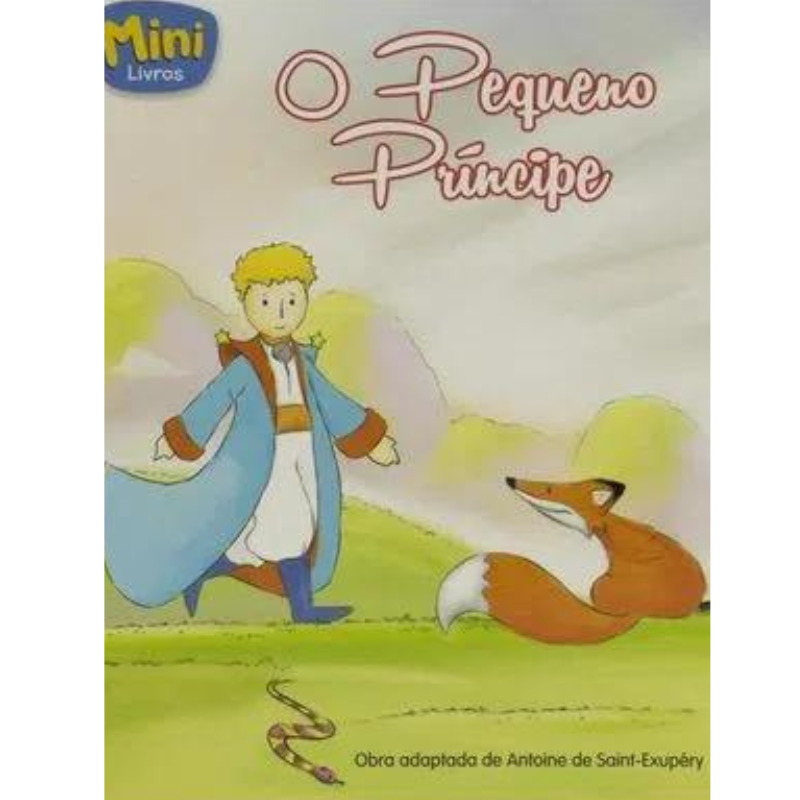 Mini
Livros
O Pequeno
Príncipe
Obra adaptada de Antoine de Saint-Exupéry